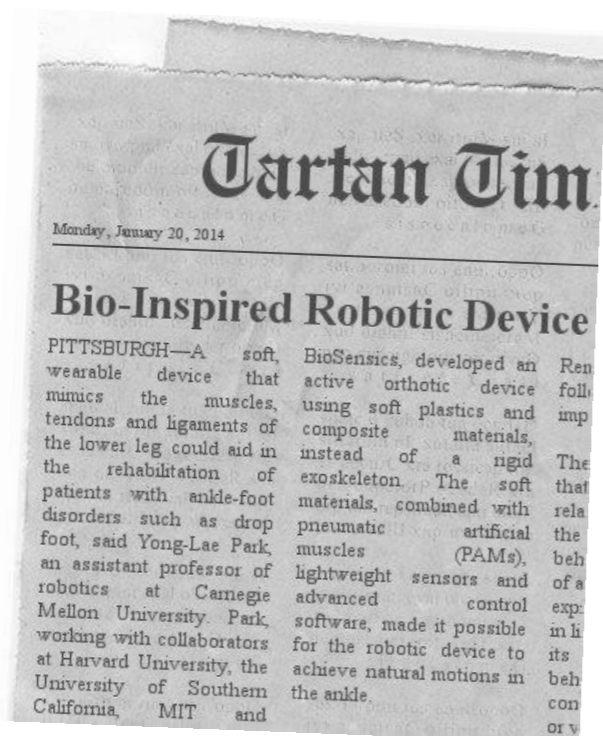 Tartan Tim
Monday, January 20, 2014
Bio-Inspired Robotic Device
PITTSBURGH—A soft,
wearable device that
mimics the muscles,
tendons and ligaments of
the lower leg could aid in
the rehabilitation of
patients with ankle-foot
disorders such as drop
foot, said Yong-Lae Park,
an assistant professor of
robotics at Carnegie
Mellon University. Park,
working with collaborators
at Harvard University, the
University of Southern
California, MIT and
BioSensics, developed an
active orthotic device
using soft plastics and
composite materials,
instead of a rigid
exoskeleton. The soft
materials, combined with
pneumatic artificial
muscles (PAMs),
lightweight sensors and
advanced control
software, made it possible
for the robotic device to
achieve natural motions in
the ankle.
Ren
foll
imp
The
that
rela
the
beh
of a
exp
in li
its
beh
con
or v